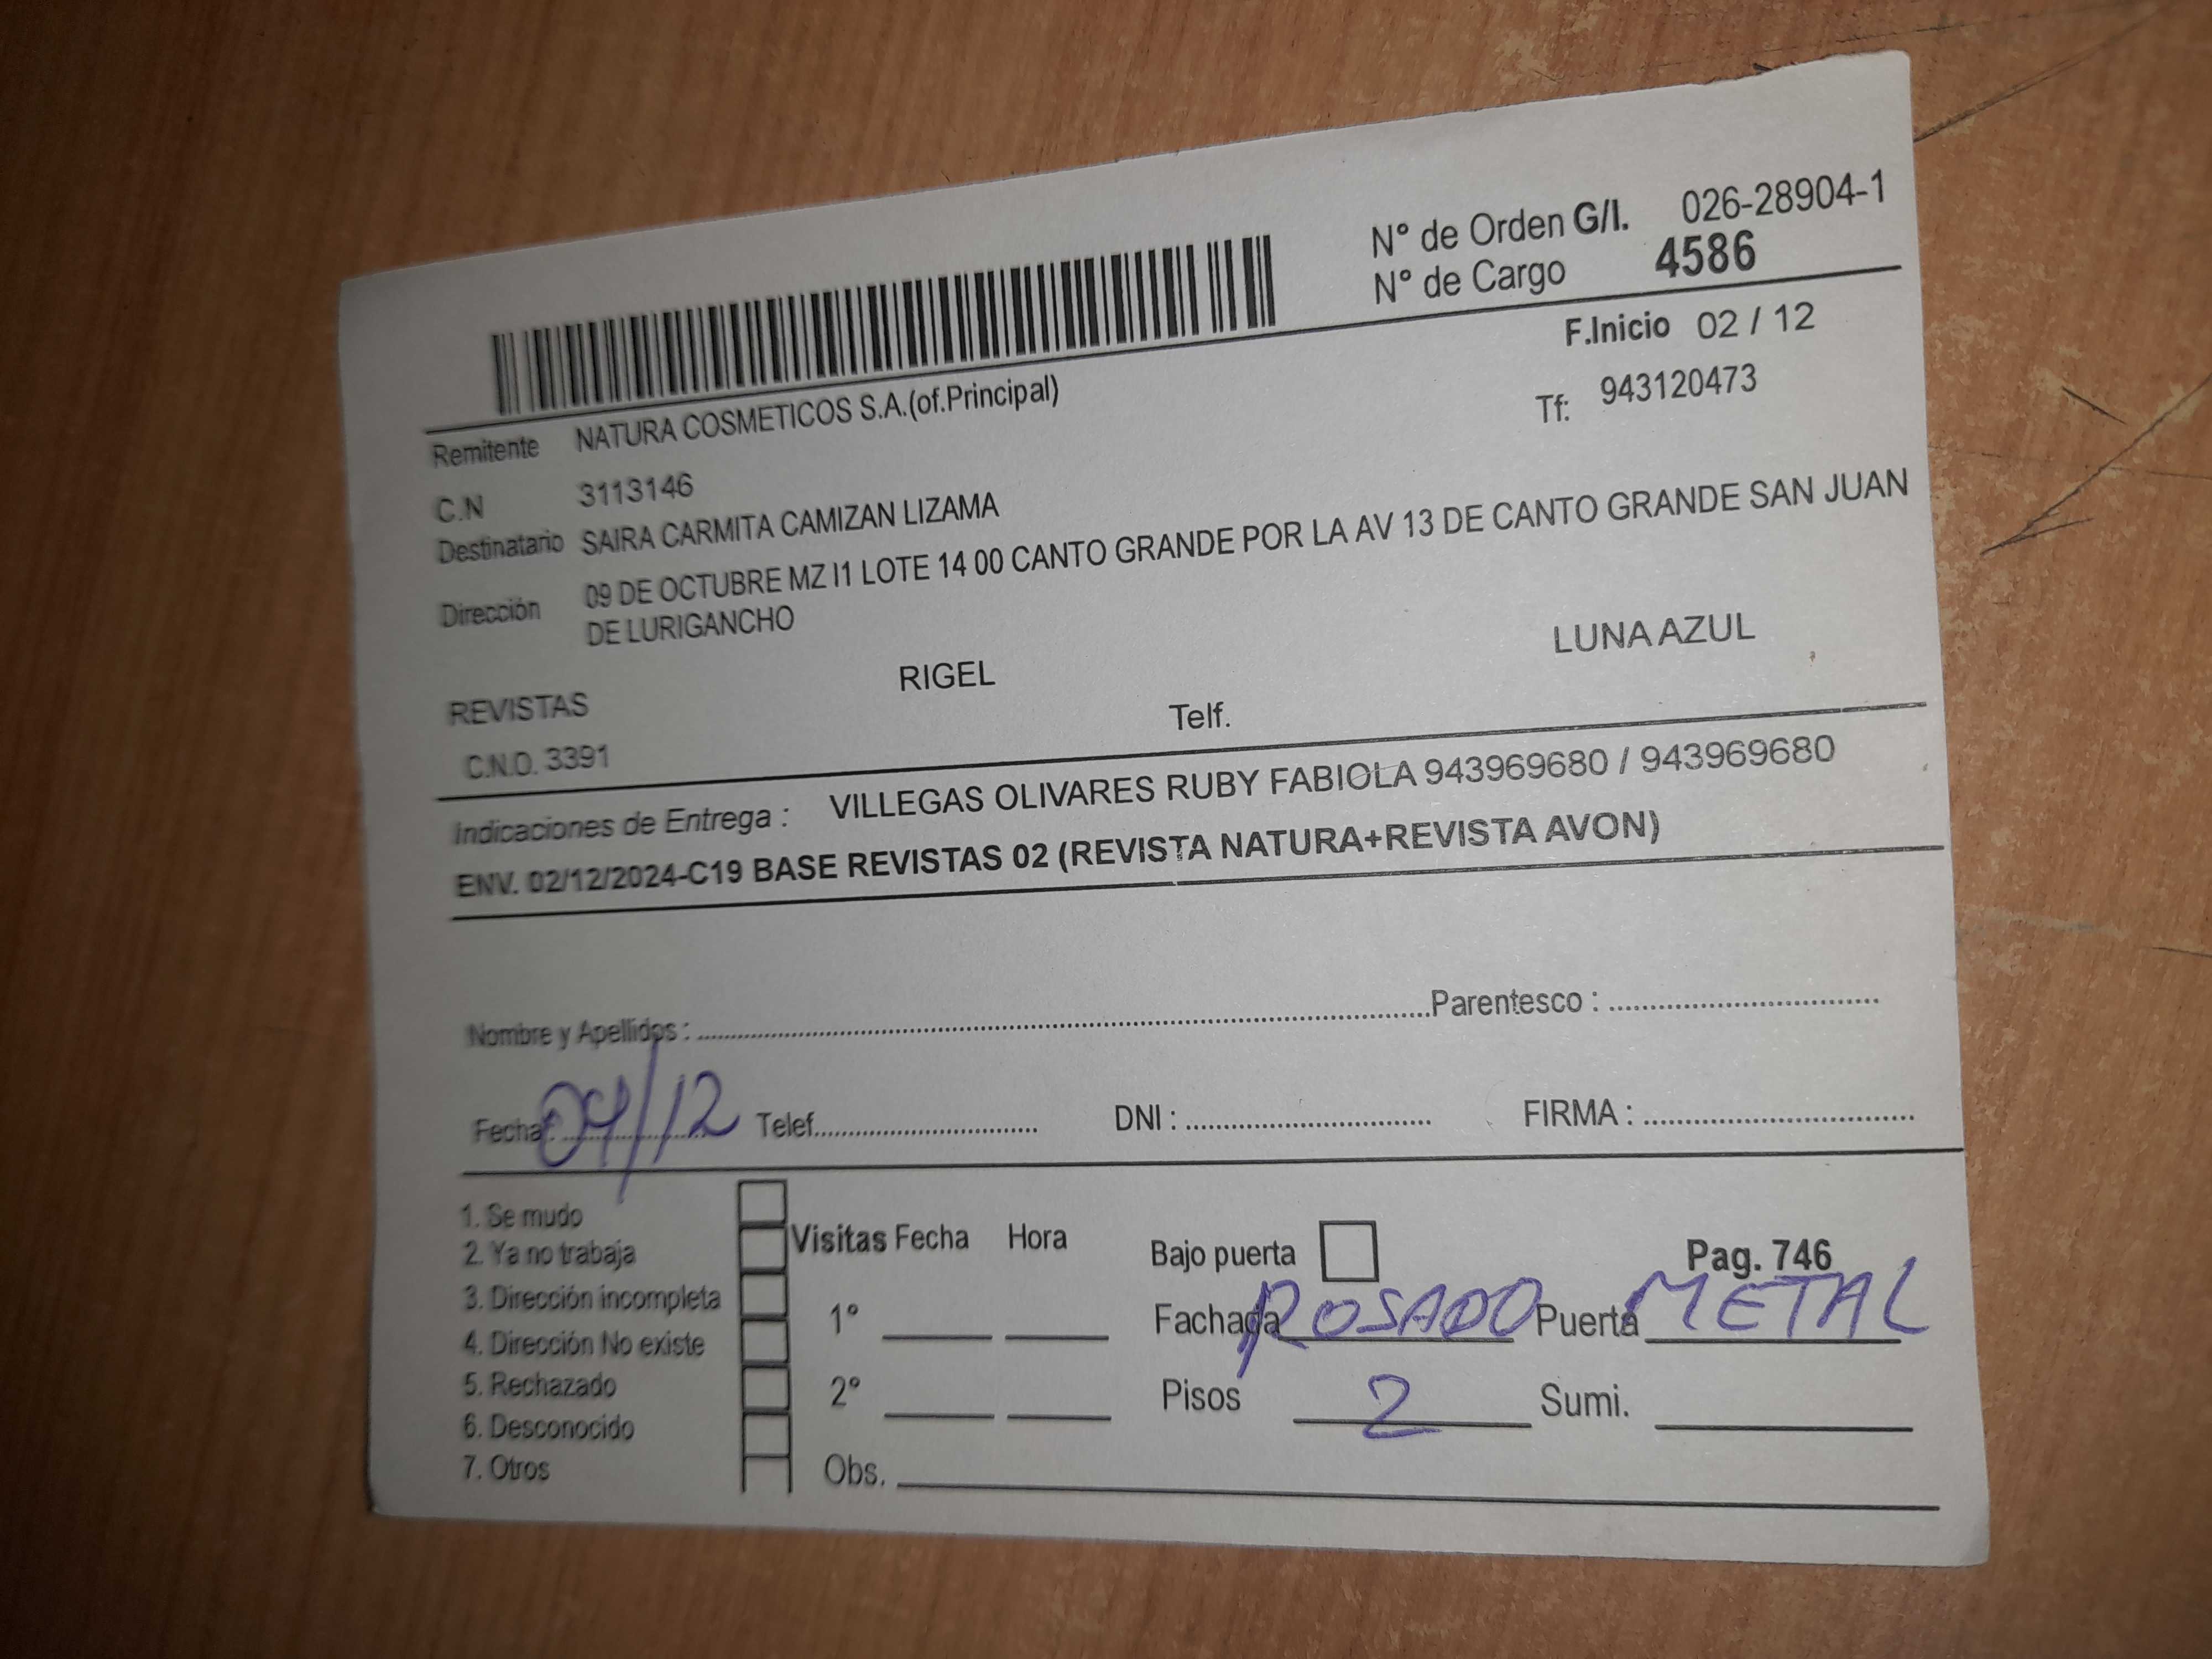 N° de Orden G/I. 026-28904-1
N° de Cargo 4586
F.Inicio 02 / 12
Remitente NATURA COSMETICOS S.A.(of.Principal)
Tf: 943120473
C.N 3113146
Destinatario SAIRA CARMITA CAMIZAN LIZAMA
Dirección 09 DE OCTUBRE MZ I1 LOTE 14 00 CANTO GRANDE POR LA AV 13 DE CANTO GRANDE SAN JUAN
DE LURIGANCHO
REVISTAS RIGEL LUNA AZUL
C.N.O. 3391 Telf.
Indicaciones de Entrega : VILLEGAS OLIVARES RUBY FABIOLA 943969680 / 943969680
ENV. 02/12/2024-C19 BASE REVISTAS 02 (REVISTA NATURA+REVISTA AVON)
Nombre y Apellidos : Parentesco :
Fecha: 04/12 Telef. DNI : FIRMA :
1. Se mudo
2. Ya no trabaja
3. Dirección incompleta
4. Dirección No existe
5. Rechazado
6. Desconocido
7. Otros
Visitas Fecha Hora
1°
2°
Obs.
Bajo puerta Pag. 746
Fachada ROSADO Puerta METAL
Pisos 2 Sumi.